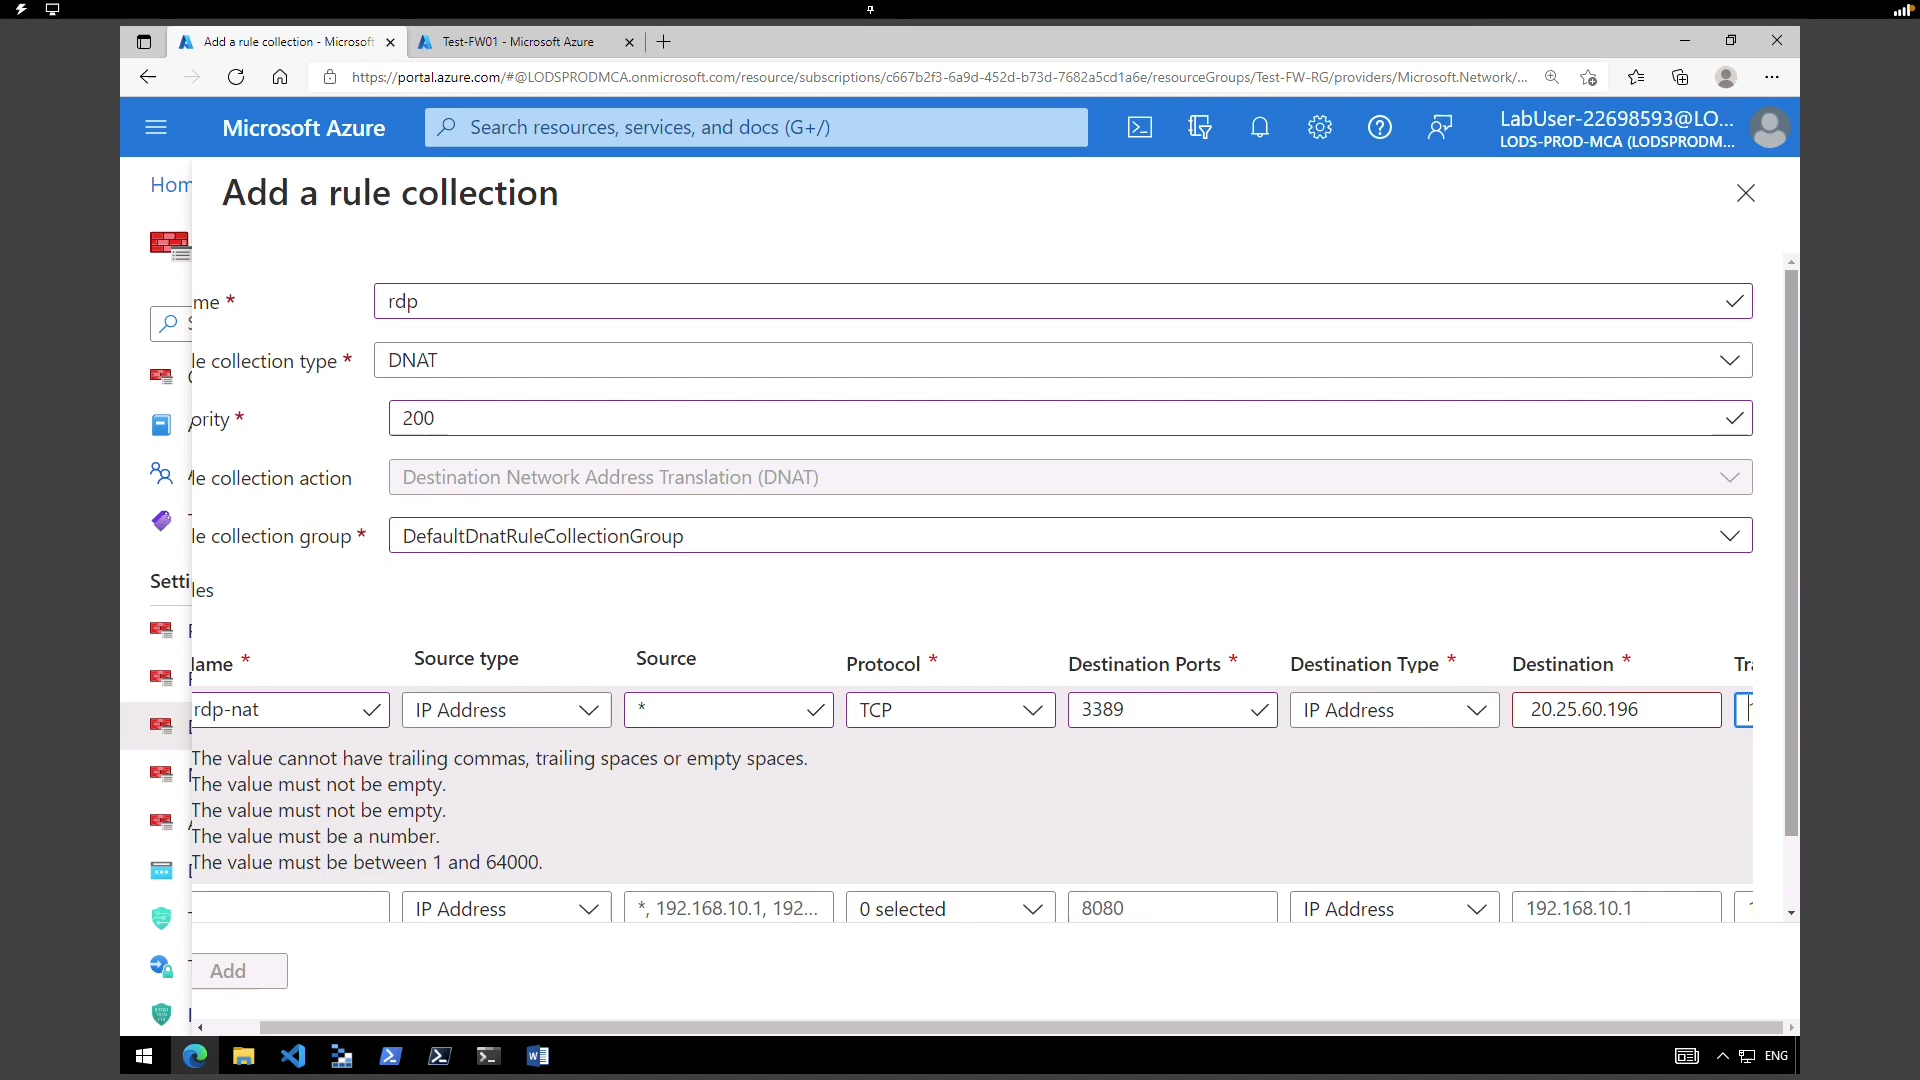 Add a rule collection - Microsoft
Test-FW01 - Microsoft Azure
https://portal.azure.com/#@LODSPRODMCA.onmicrosoft.com/resource/subscriptions/c667b2f3-6a9d-452d-b73d-7682a5cd1a6e/resourceGroups/Test-FW-RG/providers/Microsoft.Network/...
Microsoft Azure
Search resources, services, and docs (G+/)
LabUser-22698593@LO...
LODS-PROD-MCA (LODSPRODM...
Hom
Add a rule collection
me *
rdp
le collection type *
DNAT
ority *
200
le collection action
Destination Network Address Translation (DNAT)
le collection group *
DefaultDnatRuleCollectionGroup
Setti
les
lame *
Source type
Source
Protocol *
Destination Ports *
Destination Type *
Destination *
Tra
rdp-nat
IP Address
*
TCP
3389
IP Address
20.25.60.196
The value cannot have trailing commas, trailing spaces or empty spaces.
The value must not be empty.
The value must not be empty.
The value must be a number.
The value must be between 1 and 64000.
IP Address
*, 192.168.10.1, 192...
0 selected
8080
IP Address
192.168.10.1
Add
ENG